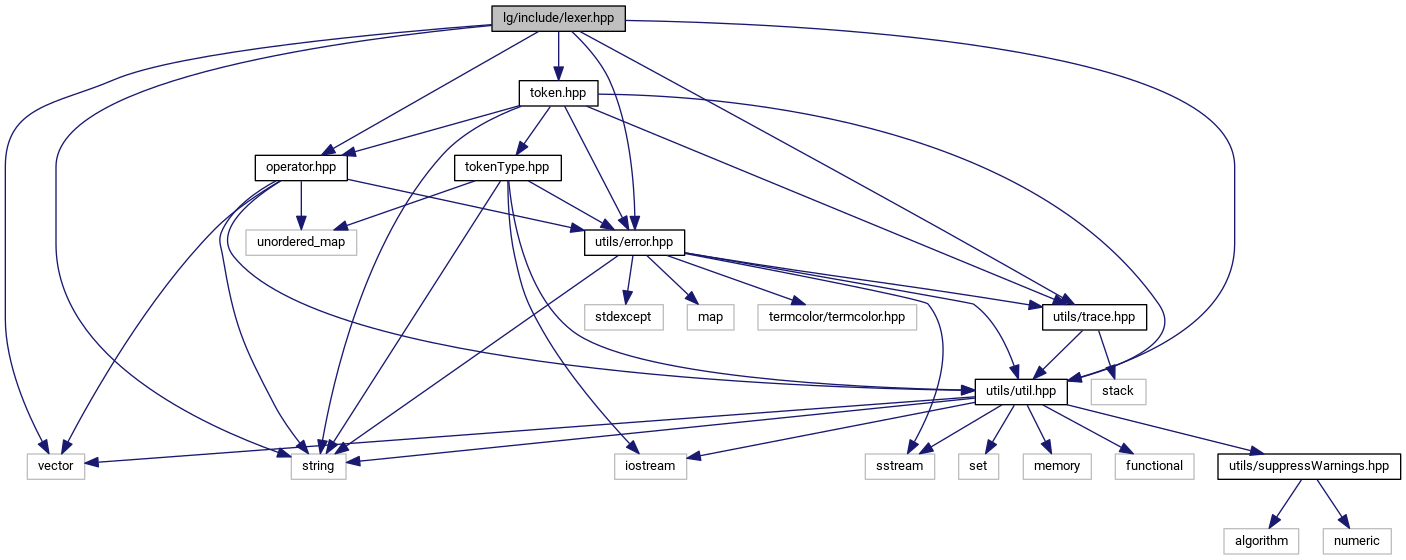 lg/include/lexer.hpp
token.hpp
operator.hpp
tokenType.hpp
unordered_map
utils/error.hpp
stdexcept
map
termcolor/termcolor.hpp
utils/trace.hpp
utils/util.hpp
stack
vector
string
iostream
sstream
set
memory
functional
utils/suppressWarnings.hpp
algorithm
numeric